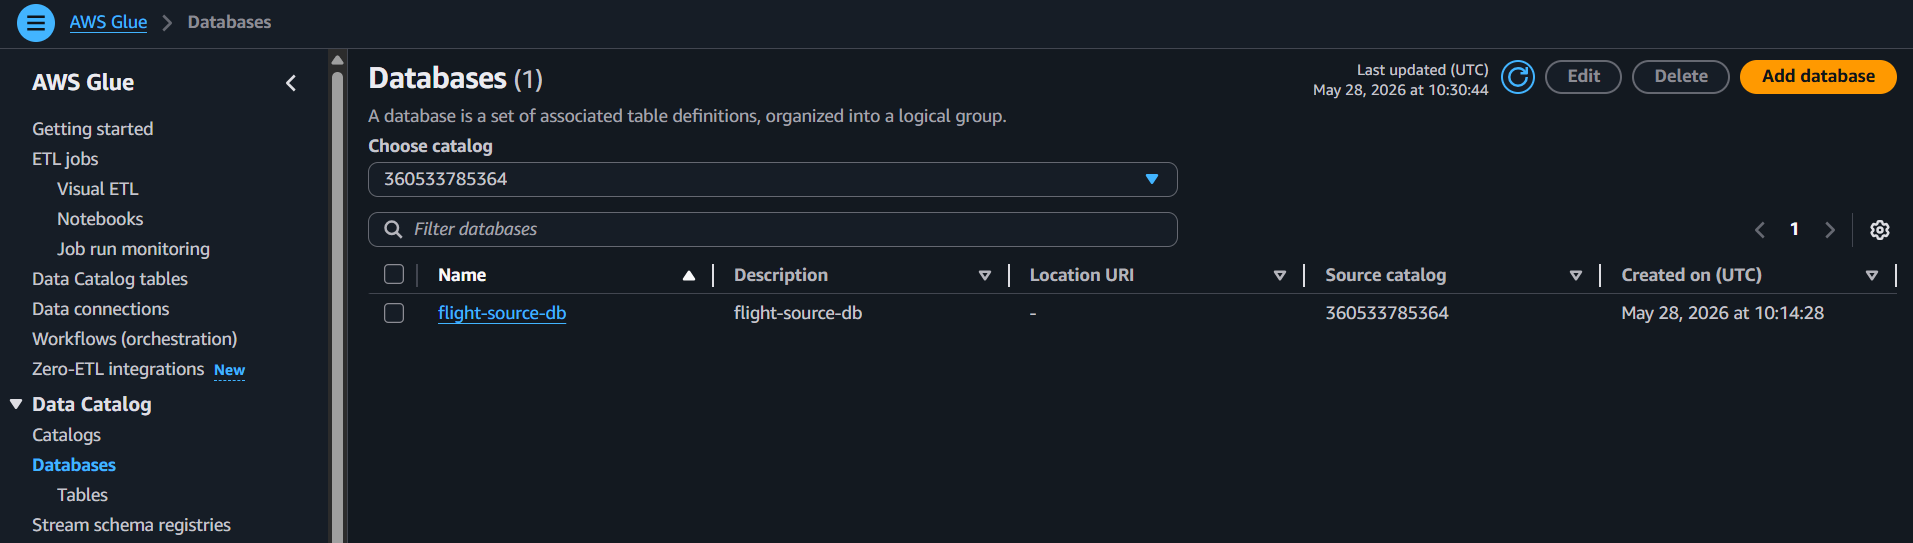 AWS Glue > Databases
AWS Glue
Getting started
ETL jobs
Visual ETL
Notebooks
Job run monitoring
Data Catalog tables
Data connections
Workflows (orchestration)
Zero-ETL integrations New
Data Catalog
Catalogs
Databases
Tables
Stream schema registries
Databases (1)
Last updated (UTC)
May 28, 2026 at 10:30:44
Edit
Delete
Add database
A database is a set of associated table definitions, organized into a logical group.
Choose catalog
360533785364
Filter databases
1
Name Description Location URI Source catalog Created on (UTC)
flight-source-db flight-source-db - 360533785364 May 28, 2026 at 10:14:28